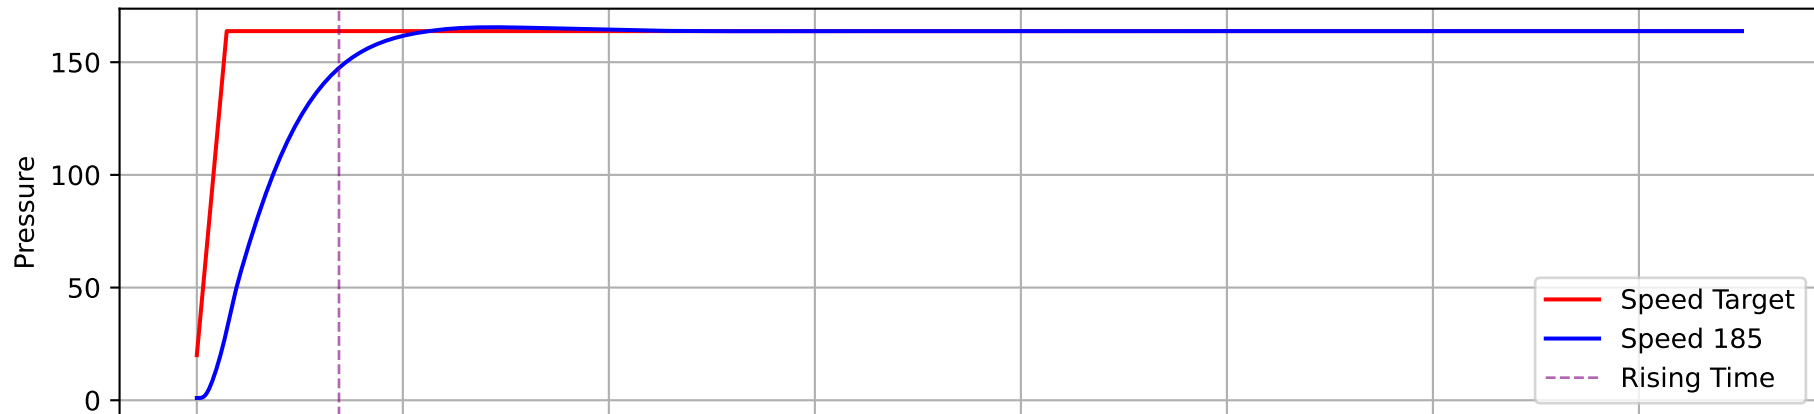 150
100
50
0
Pressure
Speed Target
Speed 185
Rising Time